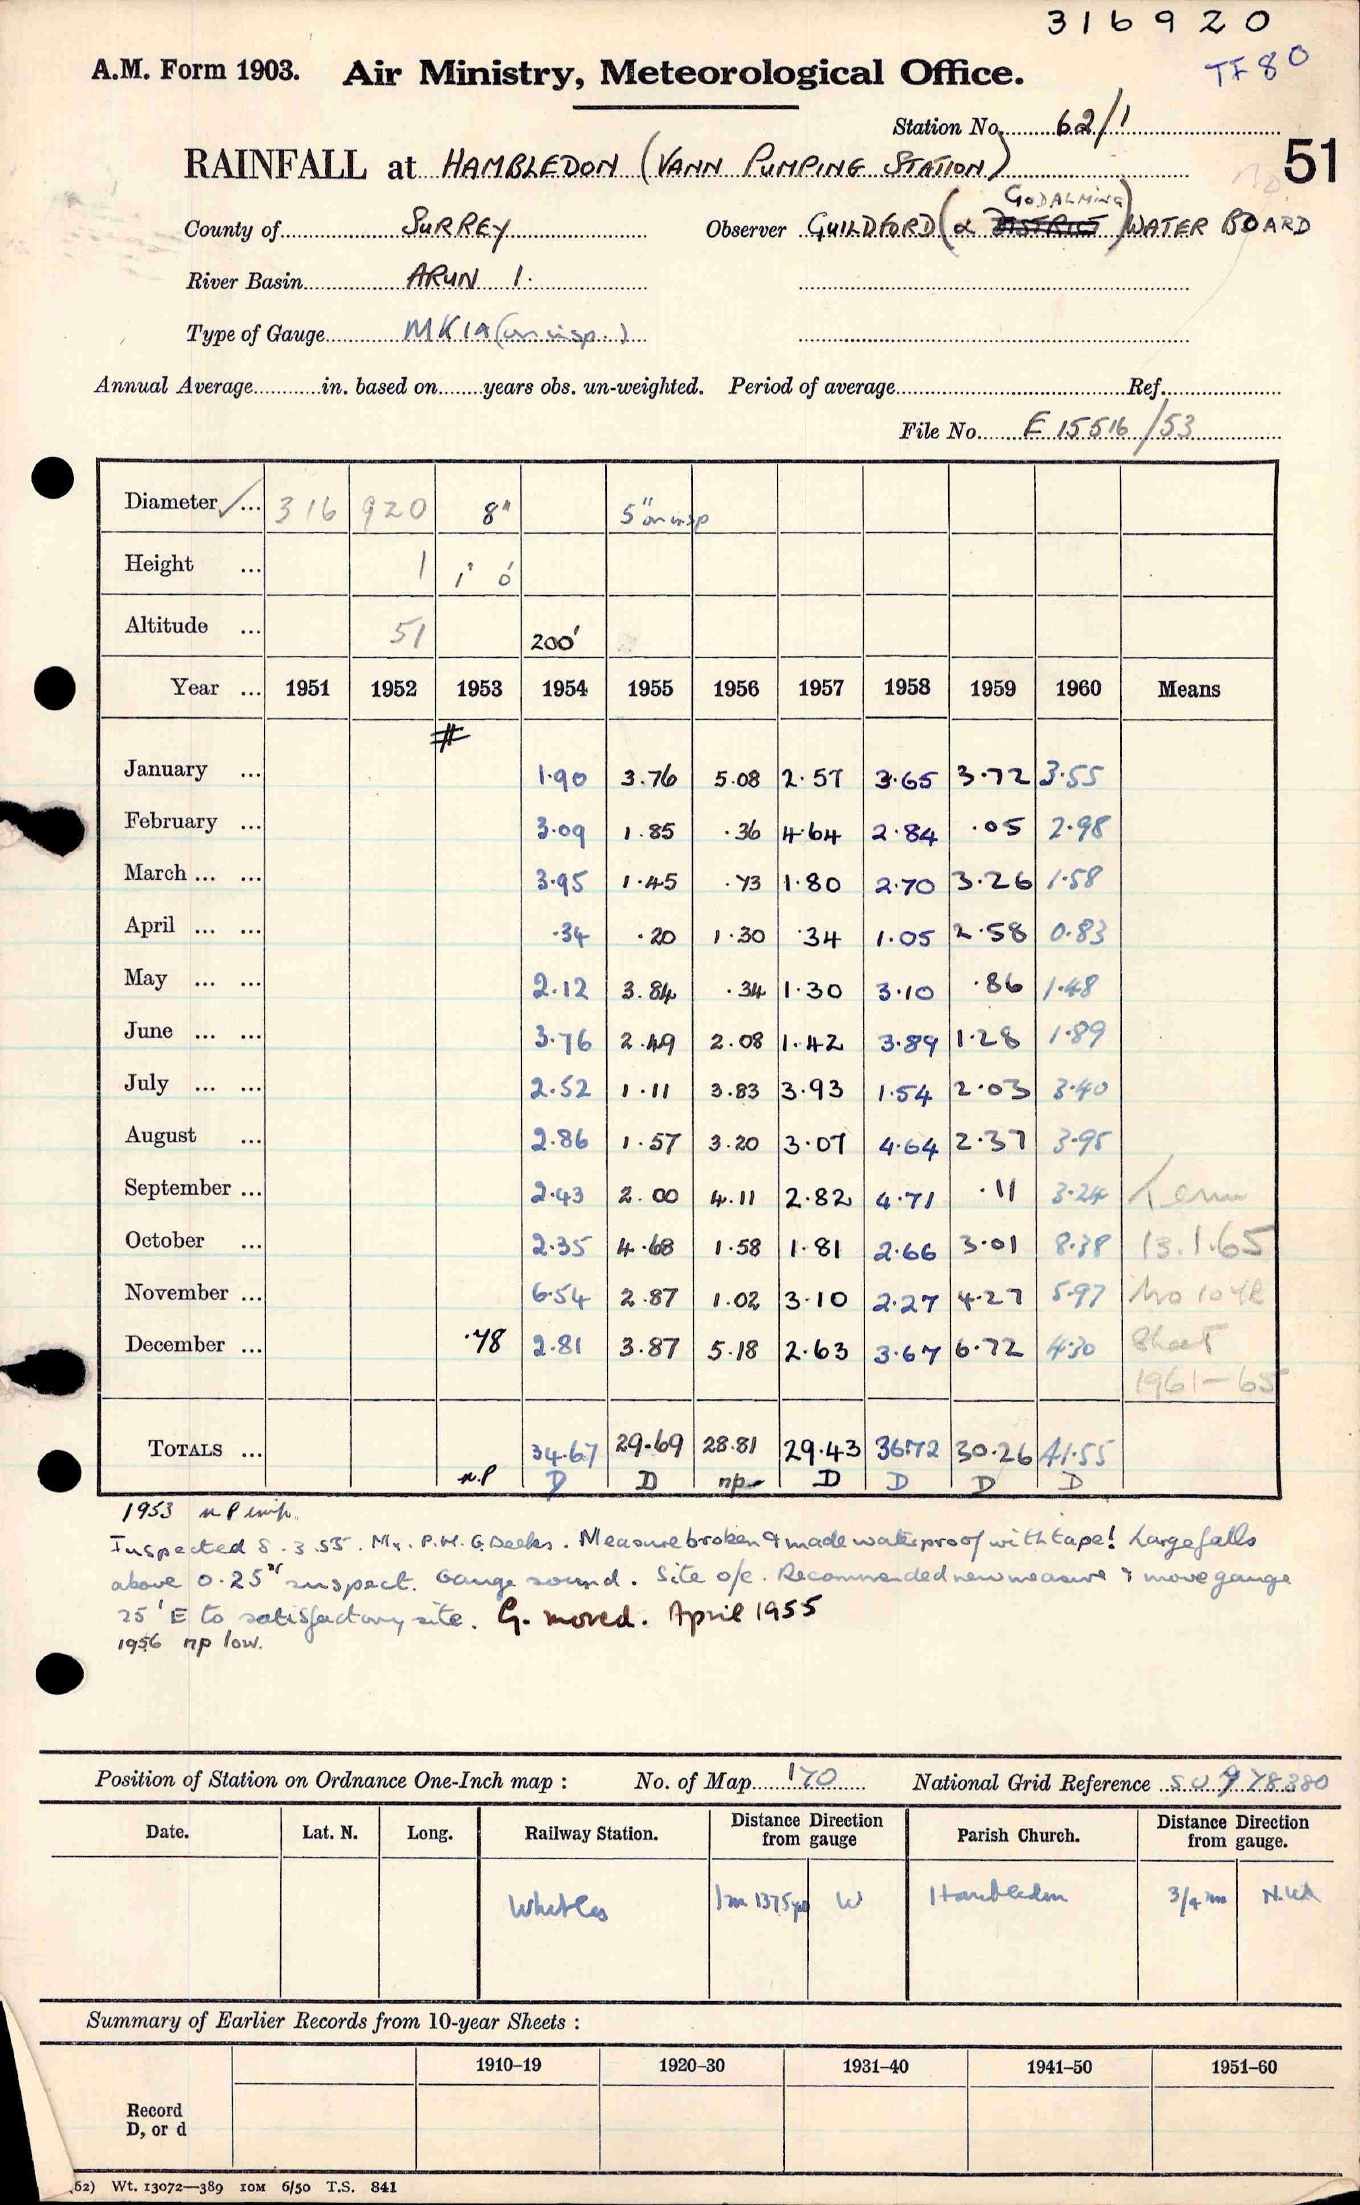 316920
TF 80
A.M. Form 1903. Air Ministry, Meteorological Office.
Station No. 62/1
51
RAINFALL at HAMBLEDON (VANN PUMPING STATION)
GODALMING
County of SURREY Observer GUILDFORD (& DISTRICT) WATER BOARD
River Basin ARUN 1.
Type of Gauge MK1A (on insp.)
Annual Average in. based on years obs. un-weighted. Period of average Ref.
File No. E 15516/53
Diameter ✓ ... 316 920 8" 5" on insp
Height ... 1 1' 0"
Altitude ... 51 200'
Year ... 1951 1952 1953 1954 1955 1956 1957 1958 1959 1960 Means
#
January ... 1.90 3.76 5.08 2.57 3.65 3.72 3.55
February ... 3.09 1.85 .36 4.64 2.84 .05 2.98
March ... ... 3.95 1.45 .73 1.80 2.70 3.26 1.58
April ... ... .34 .20 1.30 .34 1.05 2.58 0.83
May ... ... 2.12 3.84 .34 1.30 3.10 .86 1.48
June ... ... 3.76 2.49 2.08 1.42 3.89 1.28 1.89
July ... ... 2.52 1.11 3.83 3.93 1.54 2.03 3.40
August ... 2.86 1.57 3.20 3.07 4.64 2.37 3.95
September ... 2.43 2.00 4.11 2.82 4.71 .11 3.24
October ... 2.35 4.68 1.58 1.81 2.66 3.01 8.38 13.1.65
November ... 6.54 2.87 1.02 3.10 2.27 4.27 5.97 No 10 YR
December ... .78 2.81 3.87 5.18 2.63 3.67 6.72 4.30 Sheet
1961-65
TOTALS ... 34.67 29.69 28.81 29.43 36.72 30.26 41.55
n.P D D np D D D D
1953 n P
Inspected 8.3.55. Mr. P.H.G. Deeks. Measure broken & made waterproof with tape! Large falls
above 0.25" suspect. Gauge sound. Site o/e. Recommended new measure & move gauge
25' E to satisfactory site. G. moved. April 1955
1956 np low.
Position of Station on Ordnance One-Inch map : No. of Map 170 National Grid Reference SU 978380
Date. Lat. N. Long. Railway Station. Distance from gauge Direction Parish Church. Distance from gauge. Direction
1m 1375yd W Hambledon 3/4 m N.W
Summary of Earlier Records from 10-year Sheets :
1910–19 1920–30 1931–40 1941–50 1951–60
Record
D, or d
62) Wt. 13072—389 10M 6/50 T.S. 841